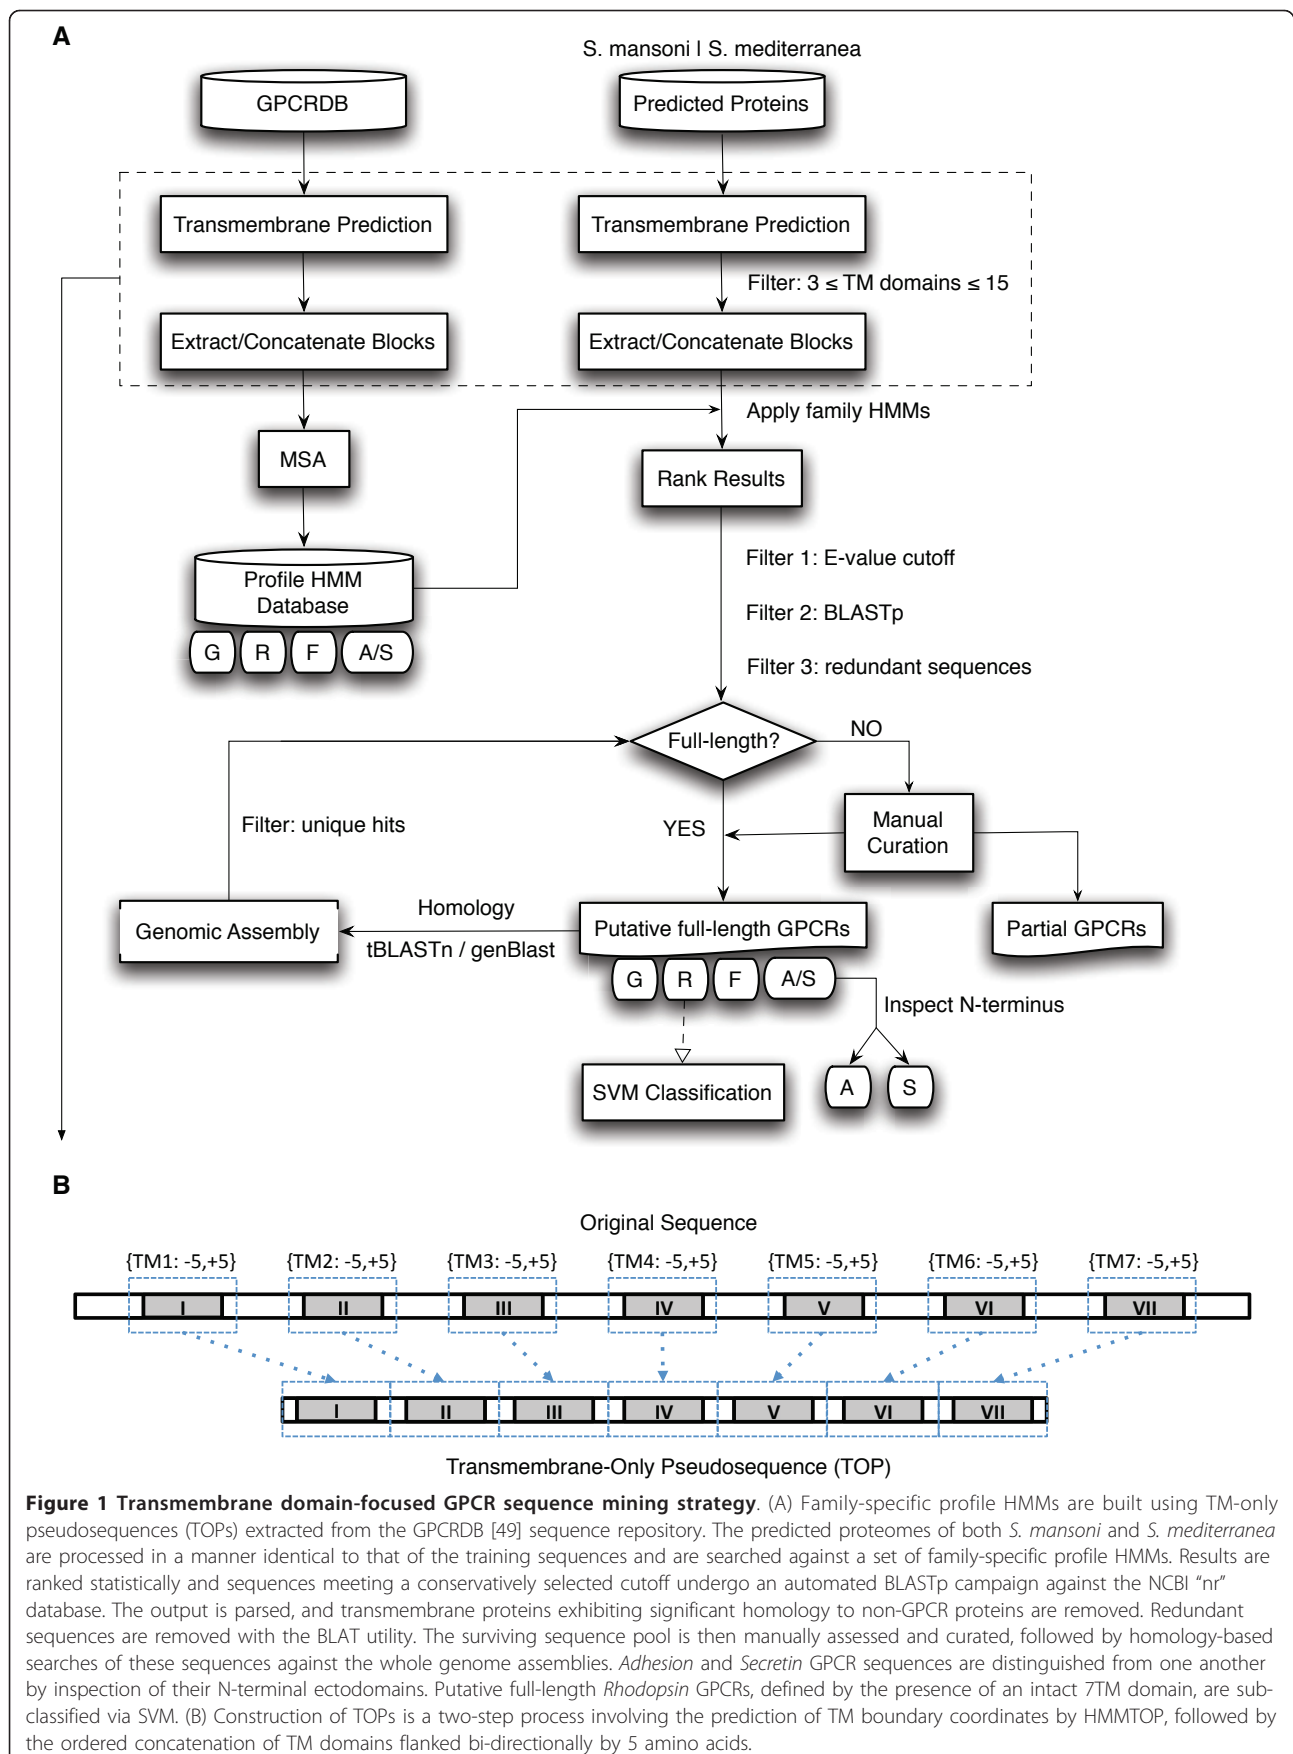 A
S. mansoni | S. mediterranea
GPCRDB
Predicted Proteins
Transmembrane Prediction
Transmembrane Prediction
Filter: 3 ≤ TM domains ≤ 15
Extract/Concatenate Blocks
Extract/Concatenate Blocks
Apply family HMMs
MSA
Rank Results
Profile HMM
Database
G R F A/S
Filter 1: E-value cutoff
Filter 2: BLASTp
Filter 3: redundant sequences
Full-length?
NO
YES
Manual
Curation
Filter: unique hits
Genomic Assembly
Homology
tBLASTn / genBlast
Putative full-length GPCRs
Partial GPCRs
G R F A/S
Inspect N-terminus
SVM Classification
A S
B
Original Sequence
{TM1: -5,+5} {TM2: -5,+5} {TM3: -5,+5} {TM4: -5,+5} {TM5: -5,+5} {TM6: -5,+5} {TM7: -5,+5}
I II III IV V VI VII
I II III IV V VI VII
Transmembrane-Only Pseudosequence (TOP)
Figure 1 Transmembrane domain-focused GPCR sequence mining strategy. (A) Family-specific profile HMMs are built using TM-only
pseudosequences (TOPs) extracted from the GPCRDB [49] sequence repository. The predicted proteomes of both S. mansoni and S. mediterranea
are processed in a manner identical to that of the training sequences and are searched against a set of family-specific profile HMMs. Results are
ranked statistically and sequences meeting a conservatively selected cutoff undergo an automated BLASTp campaign against the NCBI “nr”
database. The output is parsed, and transmembrane proteins exhibiting significant homology to non-GPCR proteins are removed. Redundant
sequences are removed with the BLAT utility. The surviving sequence pool is then manually assessed and curated, followed by homology-based
searches of these sequences against the whole genome assemblies. Adhesion and Secretin GPCR sequences are distinguished from one another
by inspection of their N-terminal ectodomains. Putative full-length Rhodopsin GPCRs, defined by the presence of an intact 7TM domain, are sub-
classified via SVM. (B) Construction of TOPs is a two-step process involving the prediction of TM boundary coordinates by HMMTOP, followed by
the ordered concatenation of TM domains flanked bi-directionally by 5 amino acids.